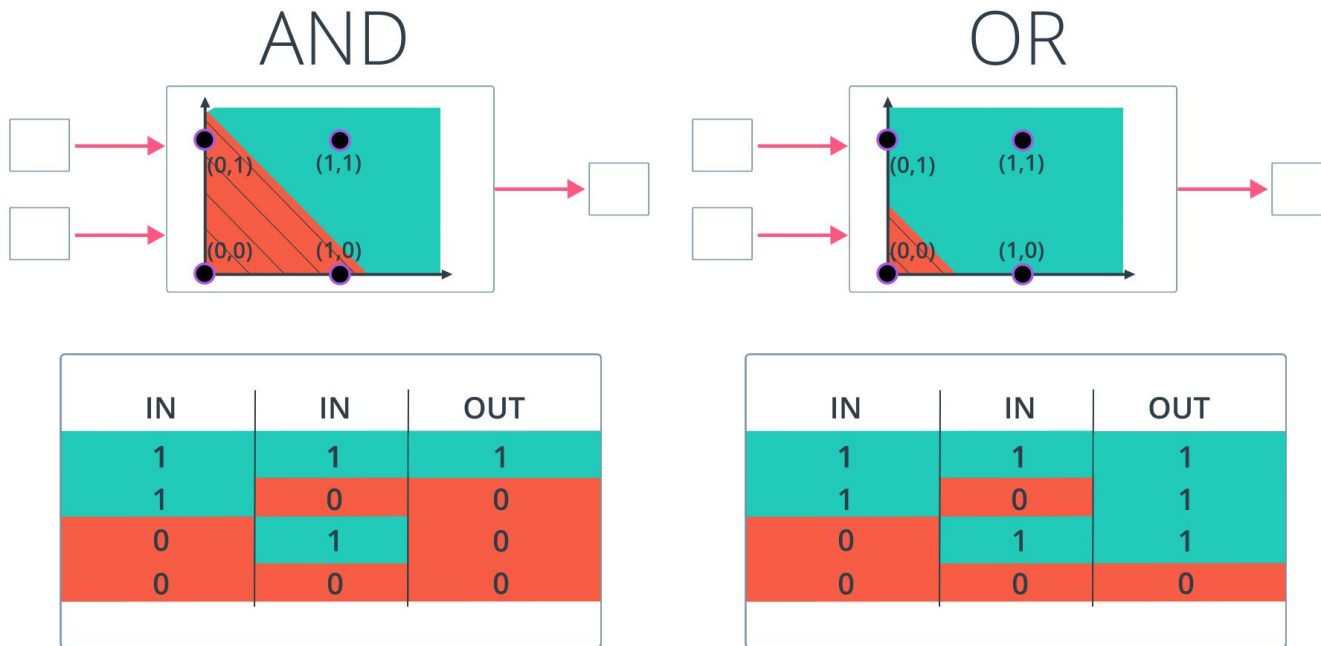 AND
(0,1) (1,1)
(0,0) (1,0)
IN IN OUT
1 1 1
1 0 0
0 1 0
0 0 0
OR
(0,1) (1,1)
(0,0) (1,0)
IN IN OUT
1 1 1
1 0 1
0 1 1
0 0 0